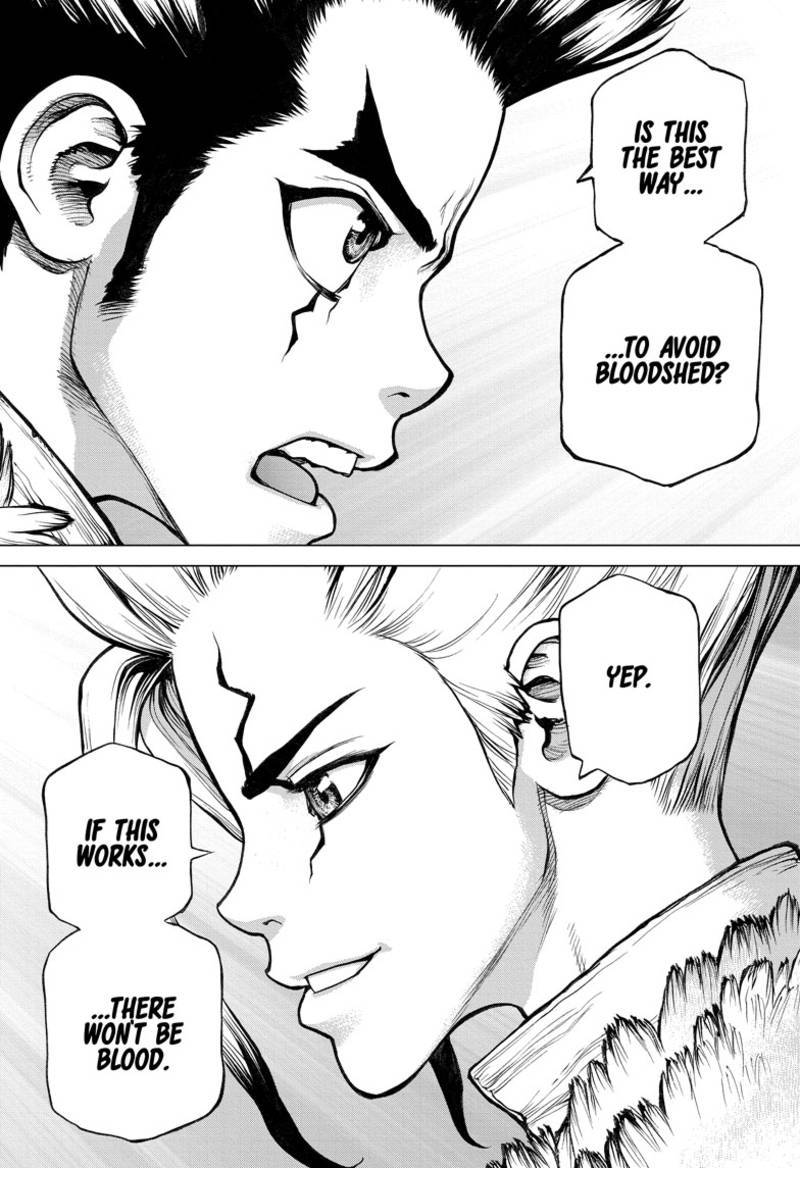 IS THIS
THE BEST
WAY...
...TO AVOID
BLOODSHED?
YEP.
IF THIS
WORKS...
...THERE
WON'T BE
BLOOD.